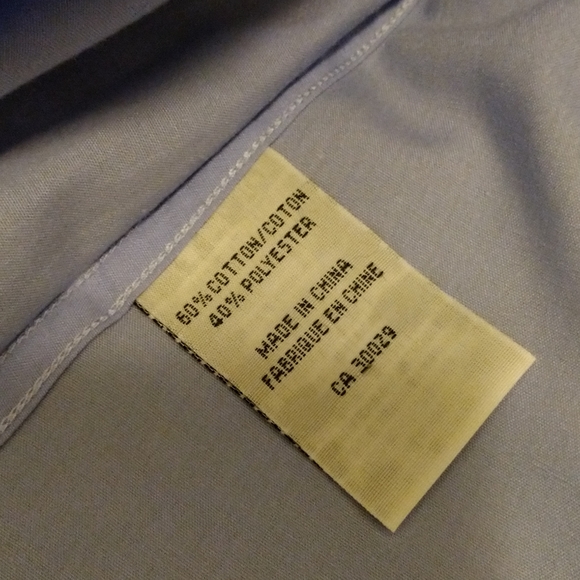 60% COTTON/COTON
40% POLYESTER
MADE IN CHINA
FABRIQUE EN CHINE
CA 30029